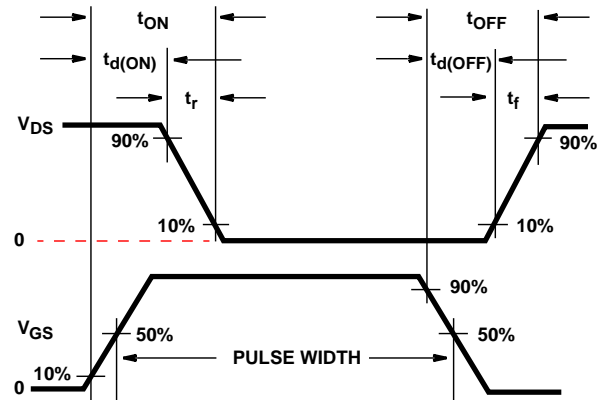 tON
tOFF
td(ON)
td(OFF)
tr
tf
VDS
90%
90%
10%
10%
0
90%
VGS
50%
50%
PULSE WIDTH
10%
0